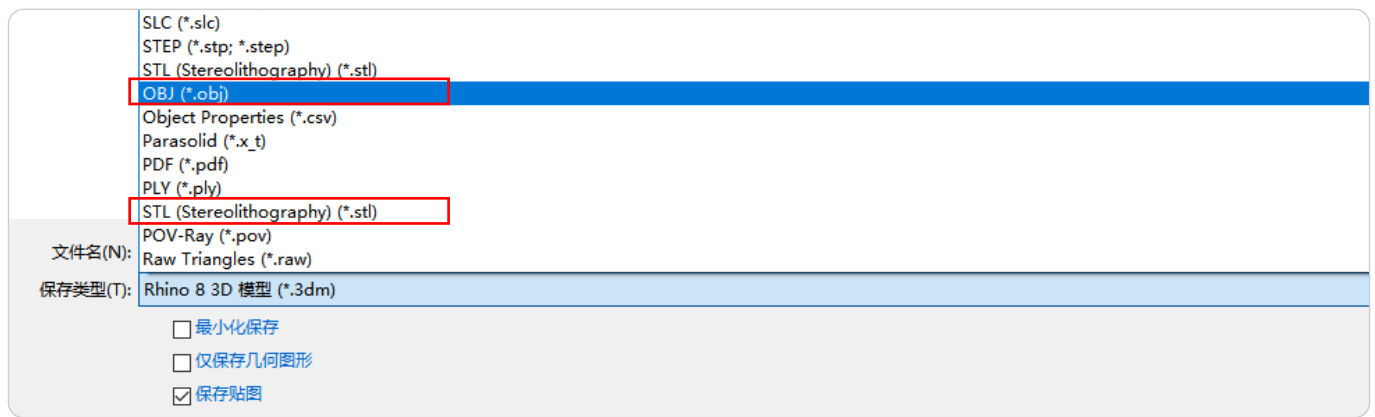 SLC (*.slc)
STEP (*.stp; *.step)
STL (Stereolithography) (*.stl)
OBJ (*.obj)
Object Properties (*.csv)
Parasolid (*.x_t)
PDF (*.pdf)
PLY (*.ply)
STL (Stereolithography) (*.stl)
POV-Ray (*.pov)
Raw Triangles (*.raw)
文件名(N):
保存类型(T): Rhino 8 3D 模型 (*.3dm)
最小化保存
仅保存几何图形
保存贴图